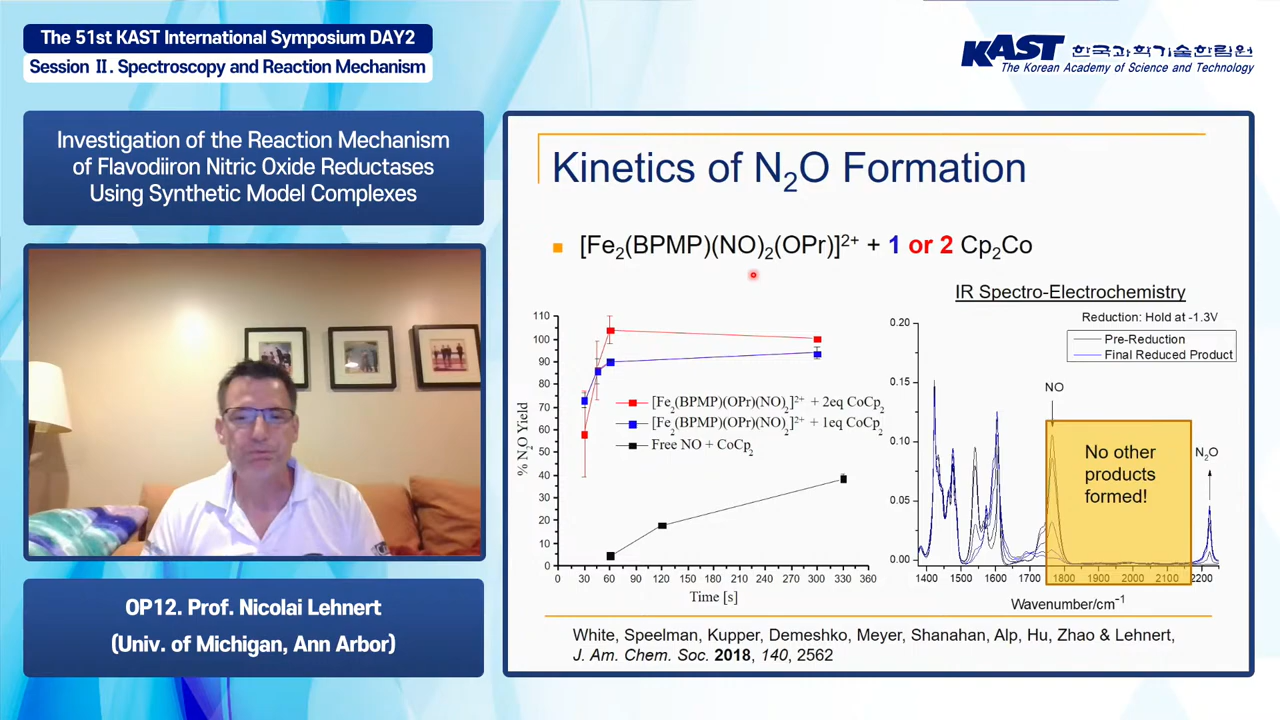 The 51st KAST International Symposium DAY2
Session Ⅱ. Spectroscopy and Reaction Mechanism
KAST 한국과학기술한림원
The Korean Academy of Science and Technology
Investigation of the Reaction Mechanism
of Flavodiiron Nitric Oxide Reductases
Using Synthetic Model Complexes
OP12. Prof. Nicolai Lehnert
(Univ. of Michigan, Ann Arbor)
Kinetics of N₂O Formation
[Fe₂(BPMP)(NO)₂(OPr)]²⁺ + 1 or 2 Cp₂Co
% N₂O Yield
110
100
90
80
70
60
50
40
30
20
10
0
[Fe₂(BPMP)(OPr)(NO)₂]²⁺ + 2eq CoCp₂
[Fe₂(BPMP)(OPr)(NO)₂]²⁺ + 1eq CoCp₂
Free NO + CoCp₂
0 30 60 90 120 150 180 210 240 270 300 330 360
Time [s]
IR Spectro-Electrochemistry
Reduction: Hold at -1.3V
Pre-Reduction
Final Reduced Product
0.20
0.15
0.10
0.05
0.00
NO
N₂O
No other
products
formed!
1400 1500 1600 1700 1800 1900 2000 2100 2200
Wavenumber/cm⁻¹
White, Speelman, Kupper, Demeshko, Meyer, Shanahan, Alp, Hu, Zhao & Lehnert,
J. Am. Chem. Soc. 2018, 140, 2562